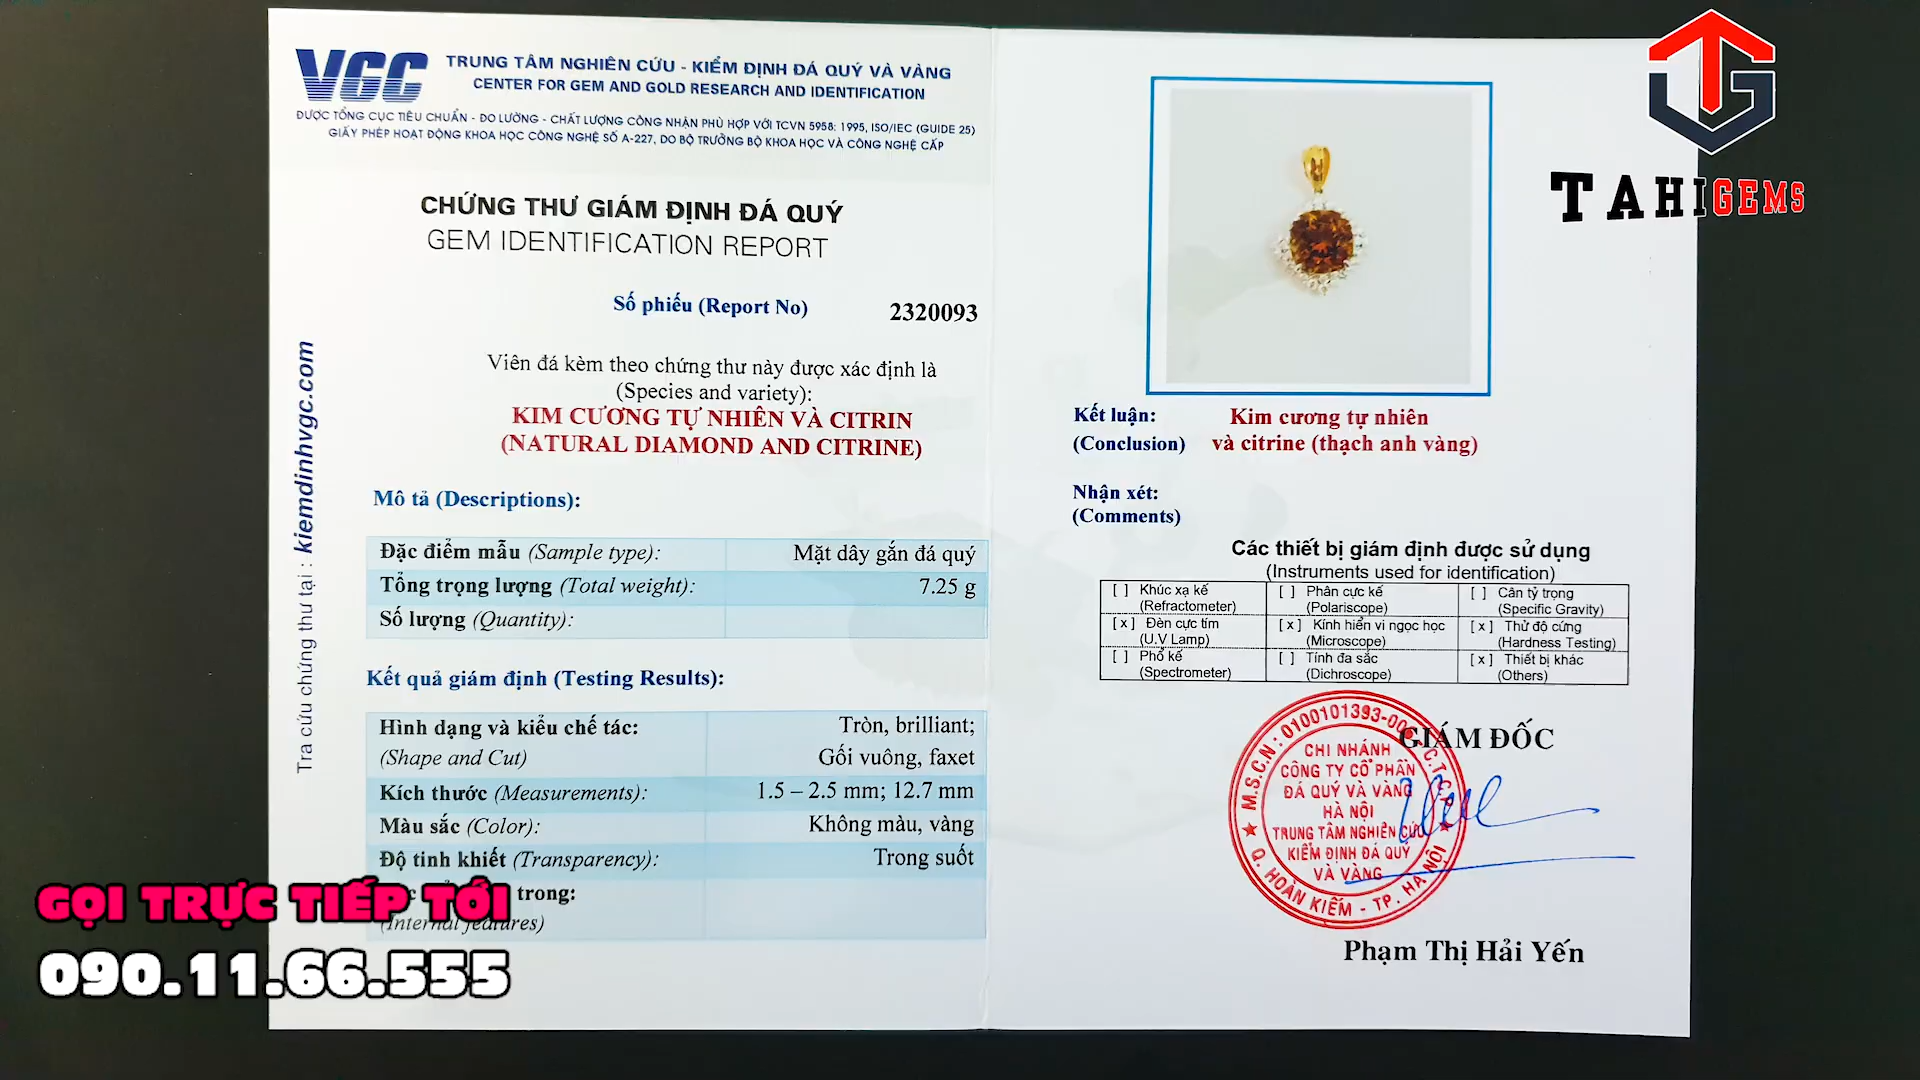 VGC
TRUNG TÂM NGHIÊN CỨU - KIỂM ĐỊNH ĐÁ QUÝ VÀ VÀNG
CENTER FOR GEM AND GOLD RESEARCH AND IDENTIFICATION
ĐƯỢC TỔNG CỤC TIÊU CHUẨN - ĐO LƯỜNG - CHẤT LƯỢNG CÔNG NHẬN PHÙ HỢP VỚI TCVN 5958: 1995, ISO/IEC (GUIDE 25)
GIẤY PHÉP HOẠT ĐỘNG KHOA HỌC CÔNG NGHỆ SỐ A-227, DO BỘ TRƯỞNG BỘ KHOA HỌC VÀ CÔNG NGHỆ CẤP
CHỨNG THƯ GIÁM ĐỊNH ĐÁ QUÝ
GEM IDENTIFICATION REPORT
Số phiếu (Report No) 2320093
Viên đá kèm theo chứng thư này được xác định là
(Species and variety):
KIM CƯƠNG TỰ NHIÊN VÀ CITRIN
(NATURAL DIAMOND AND CITRINE)
Mô tả (Descriptions):
Đặc điểm mẫu (Sample type): Mặt dây gắn đá quý
Tổng trọng lượng (Total weight): 7.25 g
Số lượng (Quantity):
Kết quả giám định (Testing Results):
Hình dạng và kiểu chế tác: Tròn, brilliant;
(Shape and Cut) Gối vuông, faxet
Kích thước (Measurements): 1.5 – 2.5 mm; 12.7 mm
Màu sắc (Color): Không màu, vàng
Độ tinh khiết (Transparency): Trong suốt
trong:
(Internal features)
Tra cứu chứng thư tại : kiemdinhvgc.com
GỌI TRỰC TIẾP TỚI
090.11.66.555
TG
TAHIGEMS
Kết luận: Kim cương tự nhiên
(Conclusion) và citrine (thạch anh vàng)
Nhận xét:
(Comments)
Các thiết bị giám định được sử dụng
(Instruments used for identification)
[ ] Khúc xạ kế [ ] Phân cực kế [ ] Cân tỷ trọng
(Refractometer) (Polariscope) (Specific Gravity)
[x] Đèn cực tím [x] Kính hiển vi ngọc học [x] Thử độ cứng
(U.V Lamp) (Microscope) (Hardness Testing)
[ ] Phổ kế [ ] Tính đa sắc [x] Thiết bị khác
(Spectrometer) (Dichroscope) (Others)
GIÁM ĐỐC
M.S.C.N: 0100101393-00
C.T.C.P
CHI NHÁNH
CÔNG TY CỔ PHẦN
ĐÁ QUÝ VÀ VÀNG
HÀ NỘI
TRUNG TÂM NGHIÊN CỨU
KIỂM ĐỊNH ĐÁ QUÝ
VÀ VÀNG
Q. HOÀN KIẾM - TP. HÀ NỘI
Phạm Thị Hải Yến